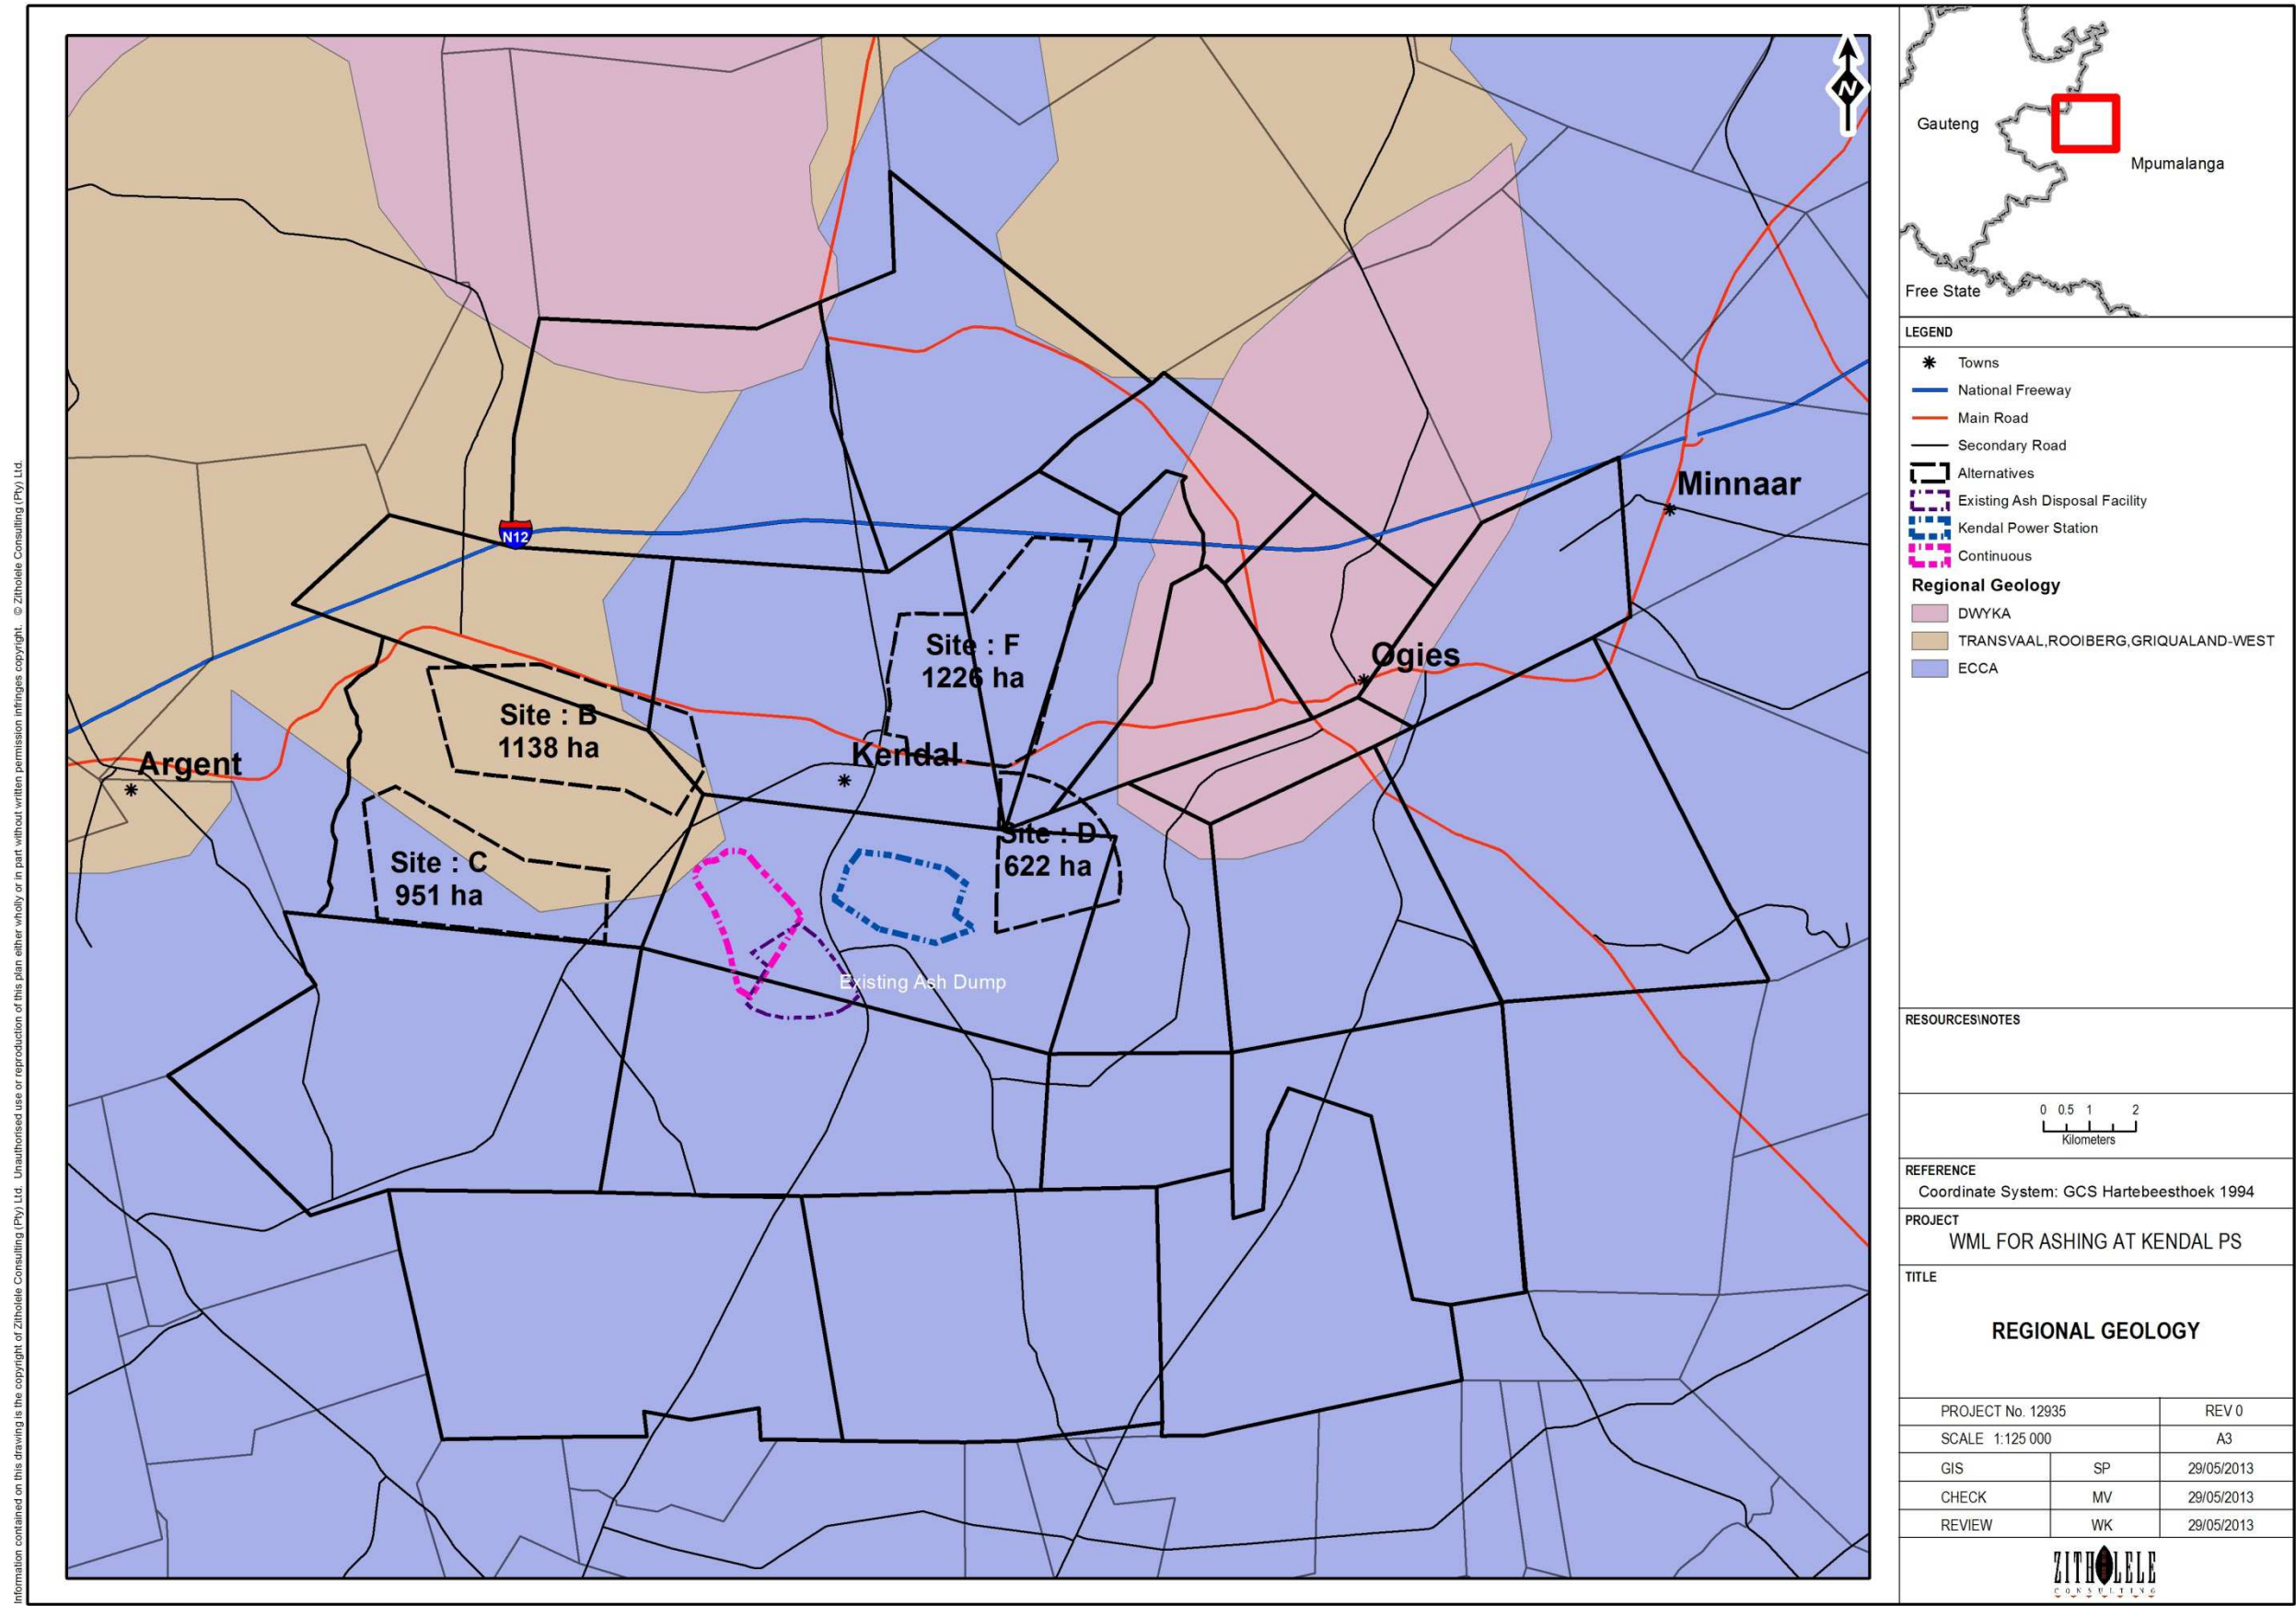 Information contained on this drawing is the copyright of Zitholele Consulting (Pty) Ltd. Unauthorised use or reproduction of this plan either wholly or in part without written permission infringes copyright. © Zitholele Consulting (Pty) Ltd.
N
N12
Minnaar
Site : F
1226 ha
Ogies
Site : B
1138 ha
Kendal
Argent
Site : D
622 ha
Site : C
951 ha
Existing Ash Dump
Gauteng
Mpumalanga
Free State
LEGEND
Towns
National Freeway
Main Road
Secondary Road
Alternatives
Existing Ash Disposal Facility
Kendal Power Station
Continuous
Regional Geology
DWYKA
TRANSVAAL,ROOIBERG,GRIQUALAND-WEST
ECCA
RESOURCES\NOTES
0 0.5 1 2
Kilometers
REFERENCE
Coordinate System: GCS Hartebeesthoek 1994
PROJECT
WML FOR ASHING AT KENDAL PS
TITLE
REGIONAL GEOLOGY
PROJECT No. 12935 REV 0
SCALE 1:125 000 A3
GIS SP 29/05/2013
CHECK MV 29/05/2013
REVIEW WK 29/05/2013
ZITHOLELE
CONSULTING